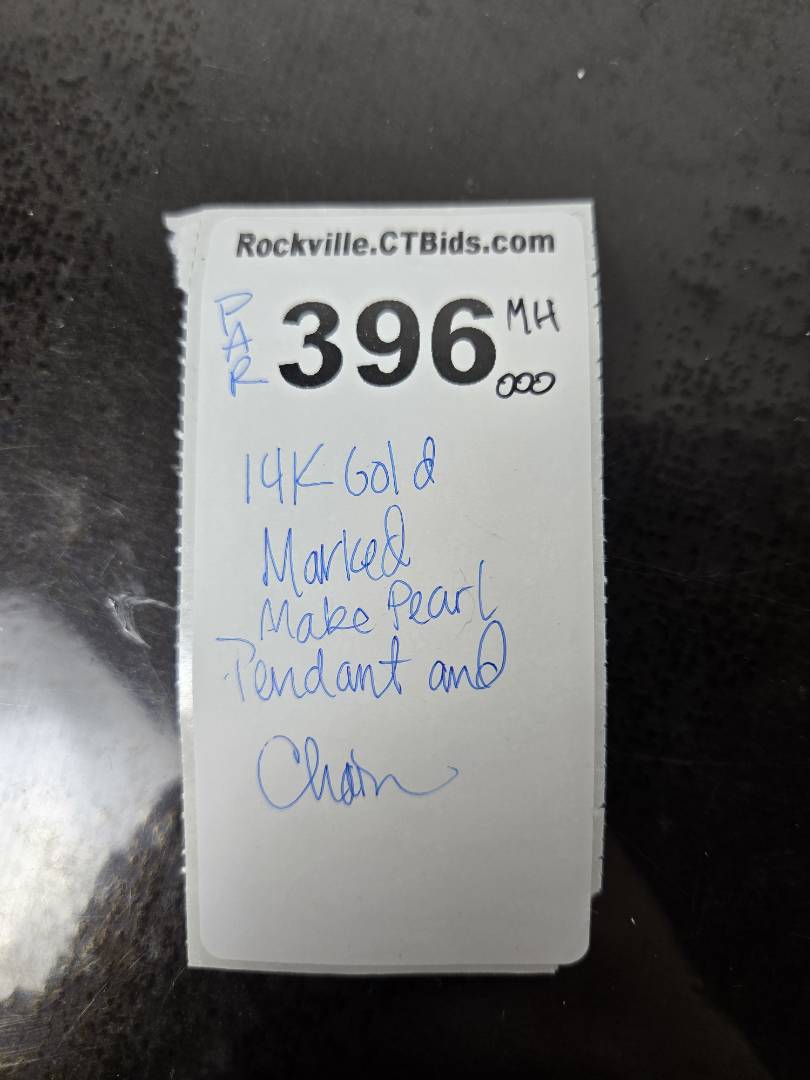 Rockville.CTBids.com
PAR 396 MH
000
14K Gold
Marked
Make Pearl
Pendant and
Chain